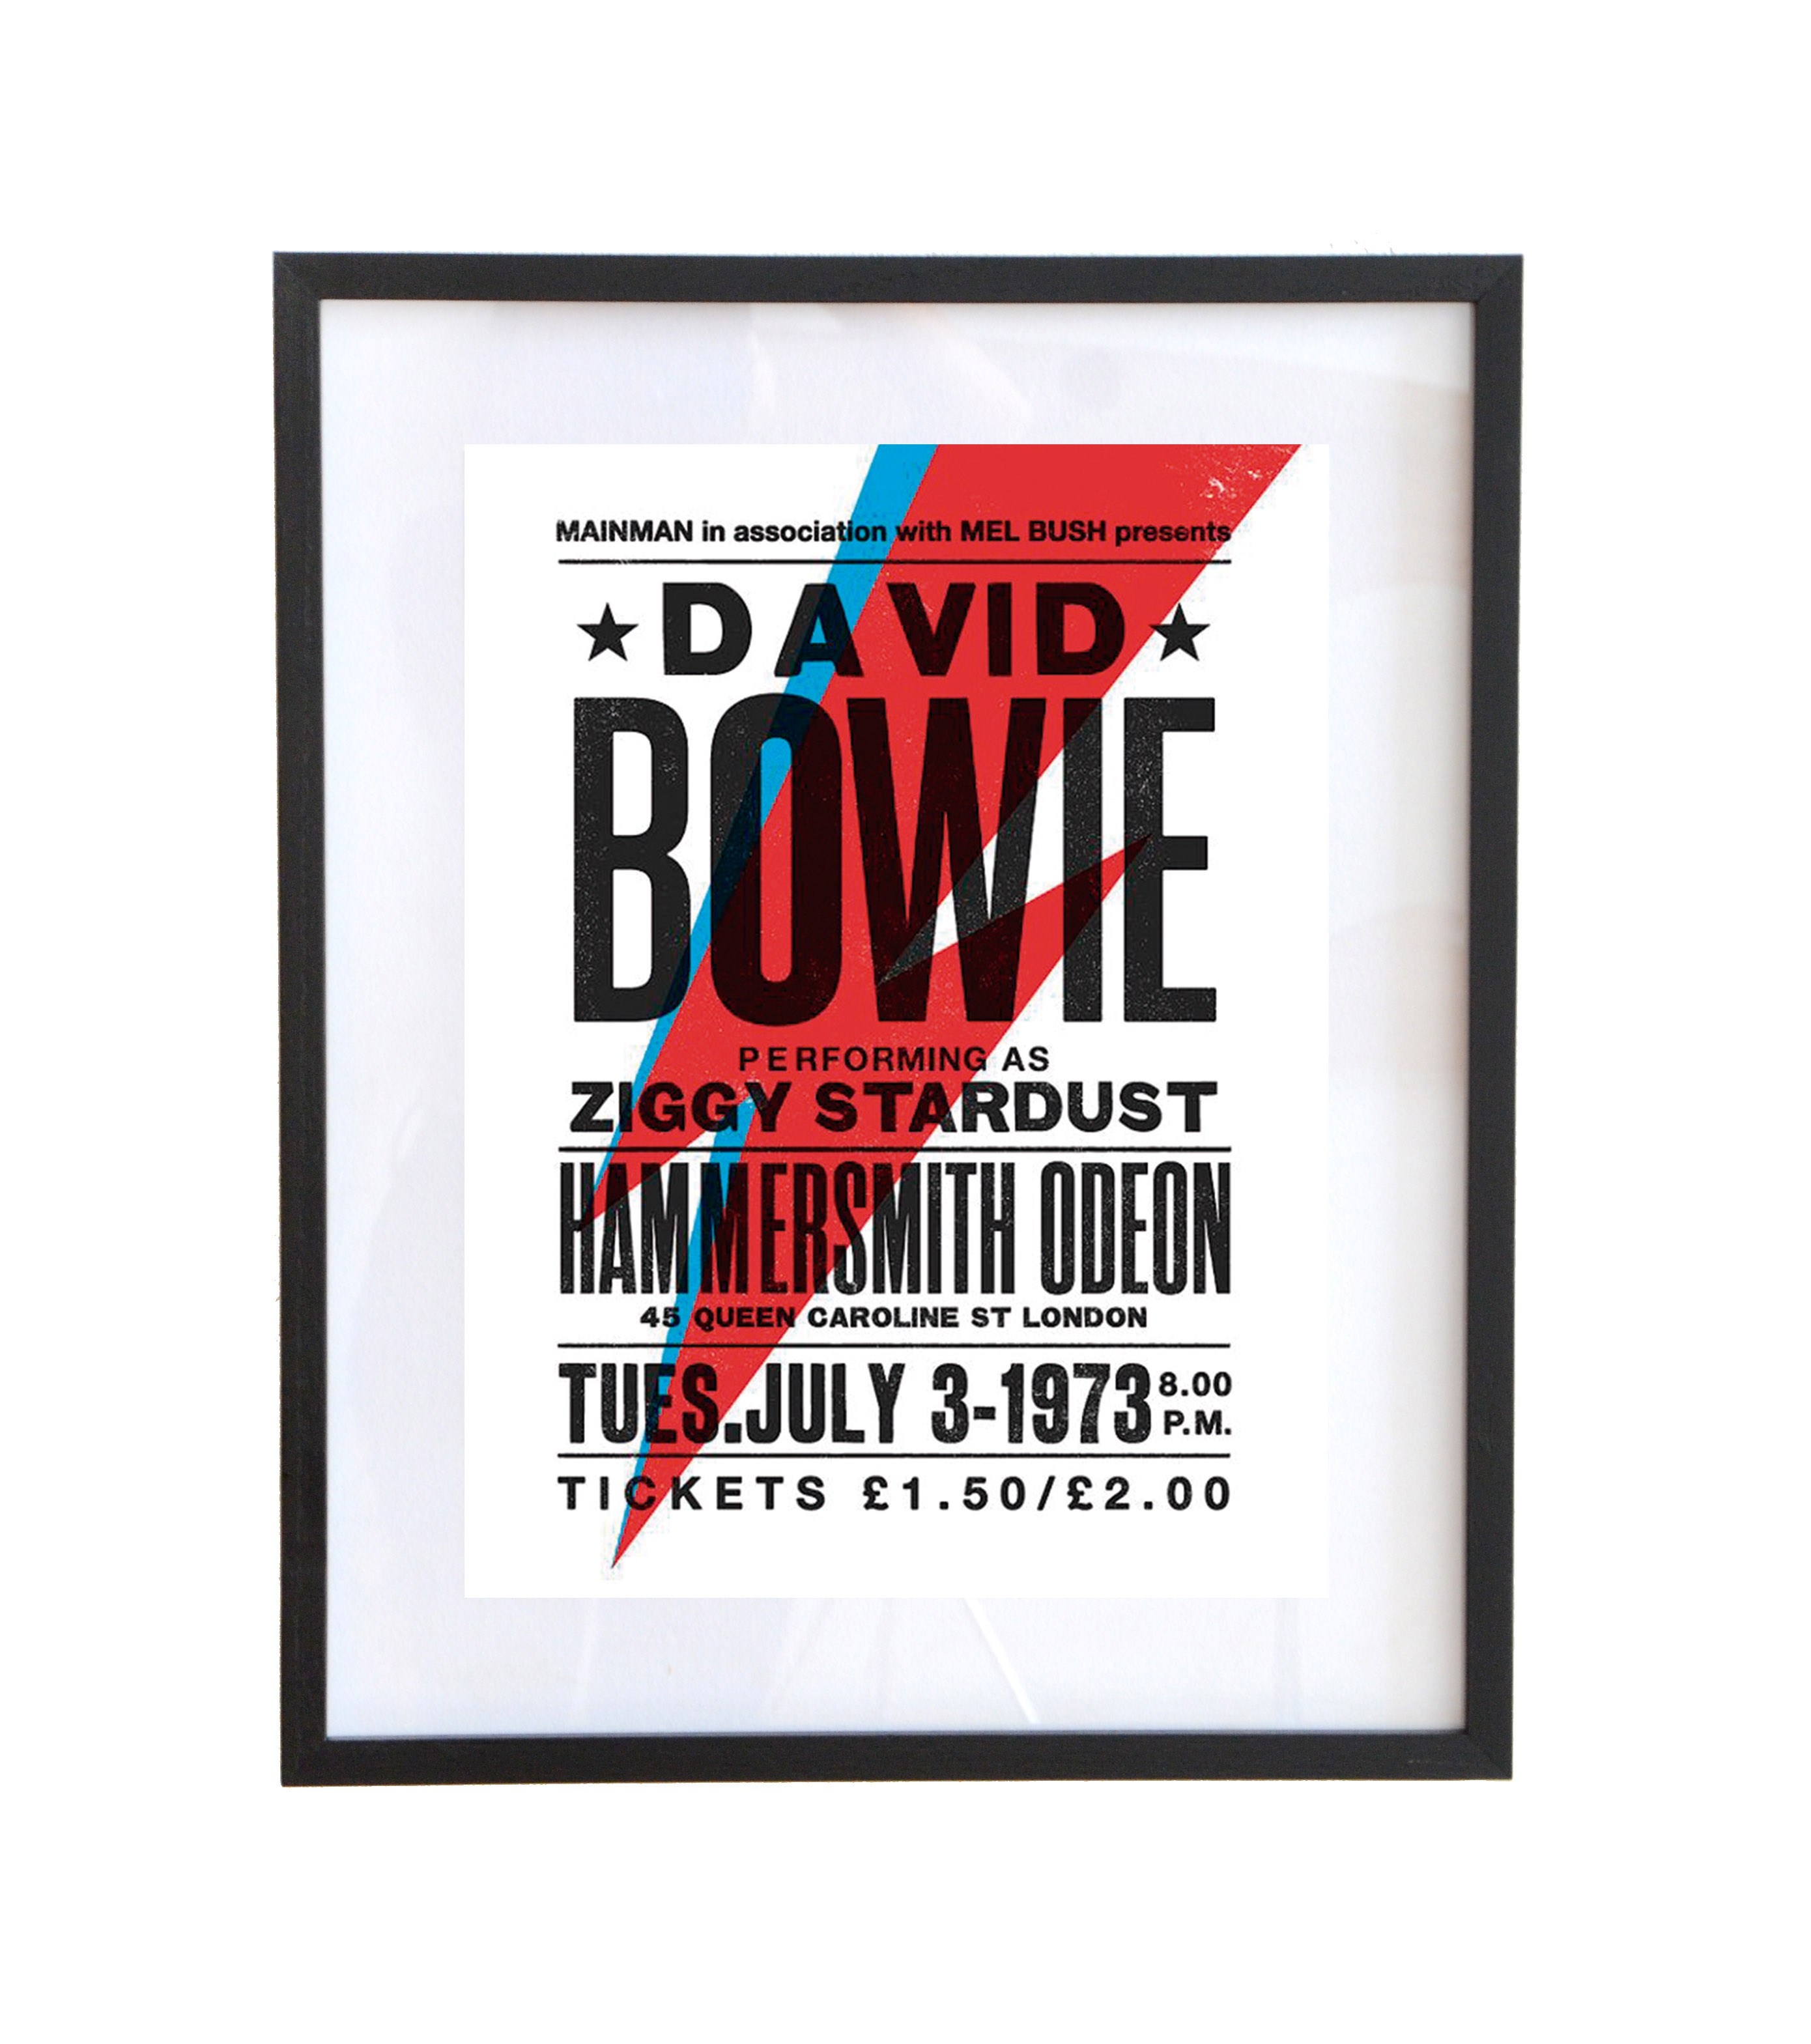 MAINMAN in association with MEL BUSH presents
★ DAVID ★
BOWIE
PERFORMING AS
ZIGGY STARDUST
HAMMERSMITH ODEON
45 QUEEN CAROLINE ST LONDON
TUES.JULY 3-1973 8.00 P.M.
TICKETS £1.50/£2.00